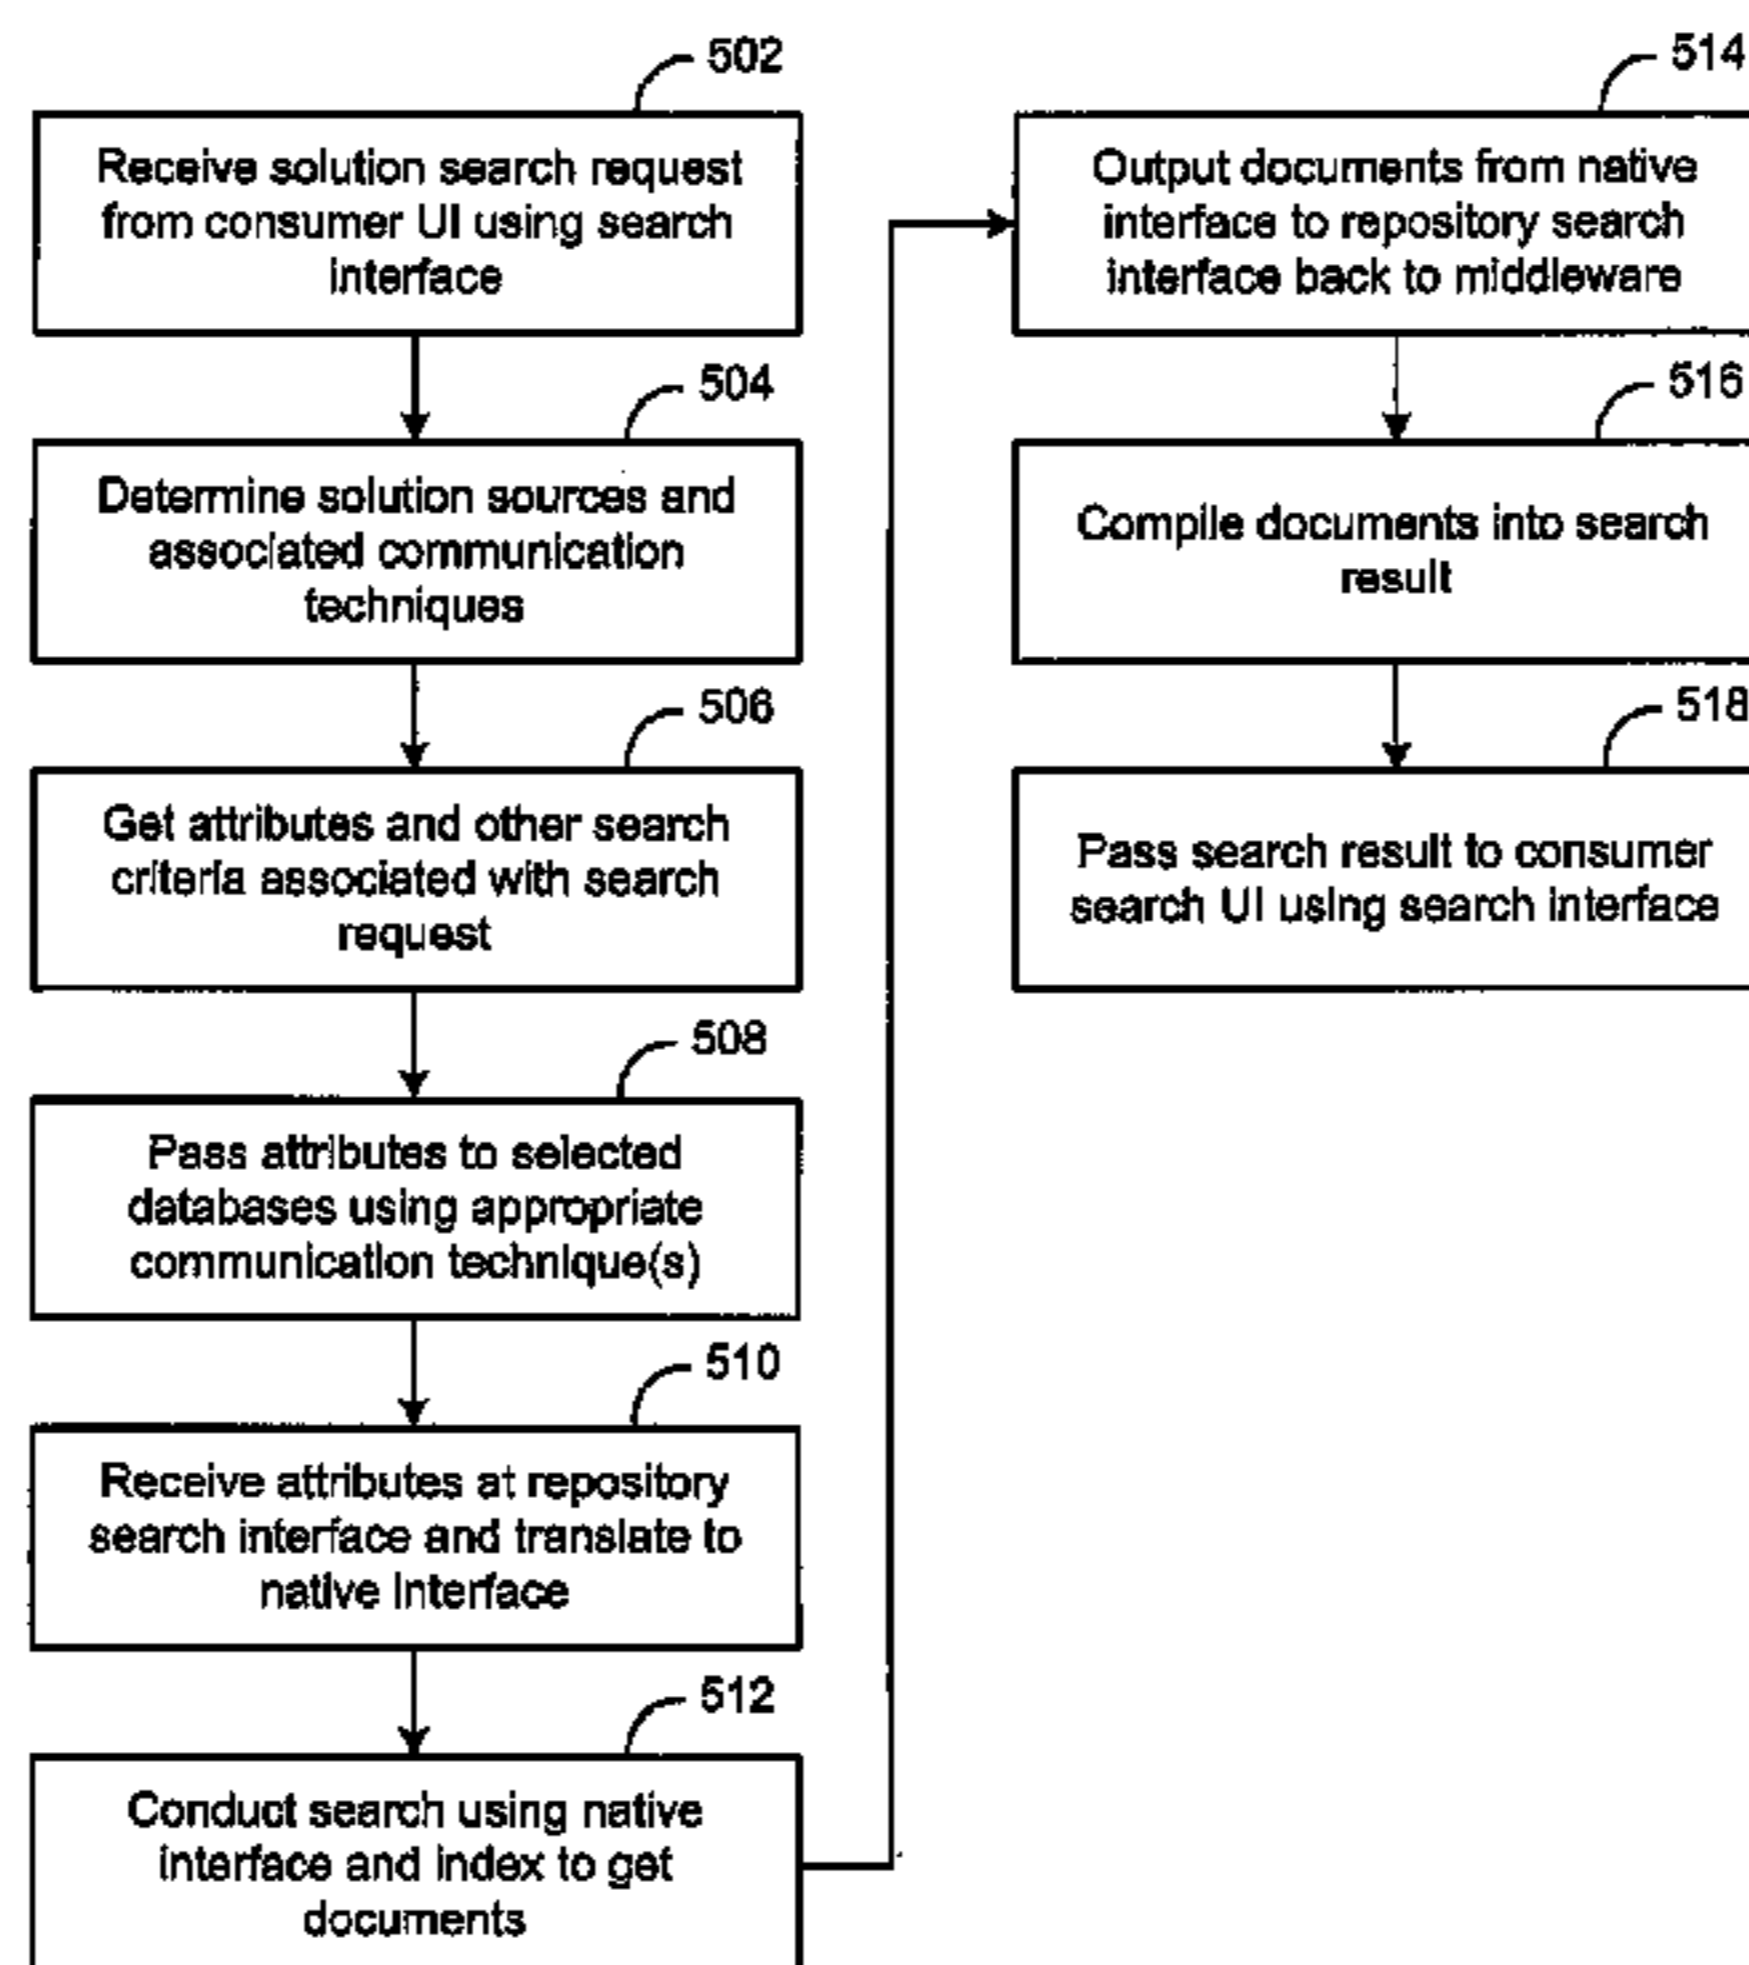 502
Receive solution search request
from consumer UI using search
interface
504
Determine solution sources and
associated communication
techniques
506
Get attributes and other search
criteria associated with search
request
508
Pass attributes to selected
databases using appropriate
communication technique(s)
510
Receive attributes at repository
search interface and translate to
native interface
512
Conduct search using native
interface and index to get
documents
514
Output documents from native
interface to repository search
interface back to middleware
516
Compile documents into search
result
518
Pass search result to consumer
search UI using search interface